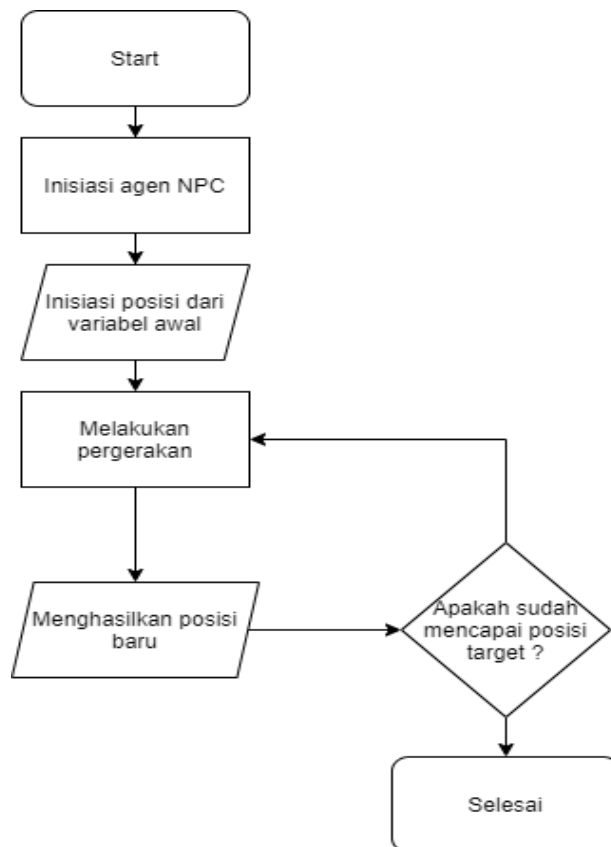 Start
Inisiasi agen NPC
Inisiasi posisi dari
variabel awal
Melakukan
pergerakan
Menghasilkan posisi
baru
Apakah sudah
mencapai posisi
target ?
Selesai